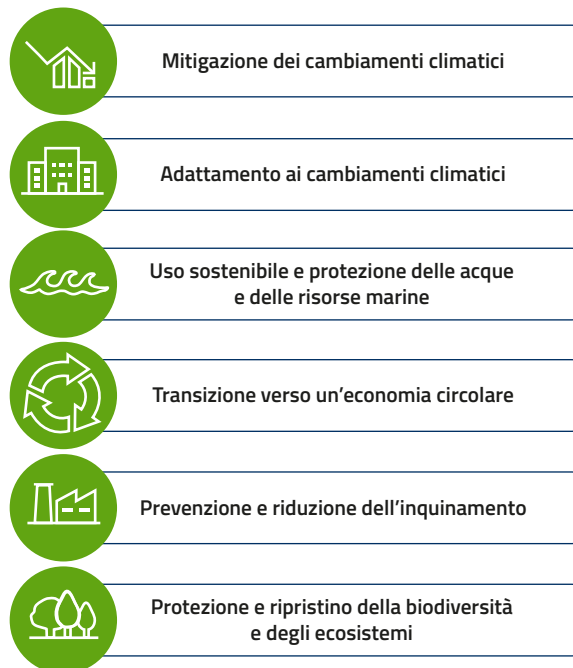 Mitigazione dei cambiamenti climatici
Adattamento ai cambiamenti climatici
Uso sostenibile e protezione delle acque
e delle risorse marine
Transizione verso un’economia circolare
Prevenzione e riduzione dell’inquinamento
Protezione e ripristino della biodiversità
e degli ecosistemi